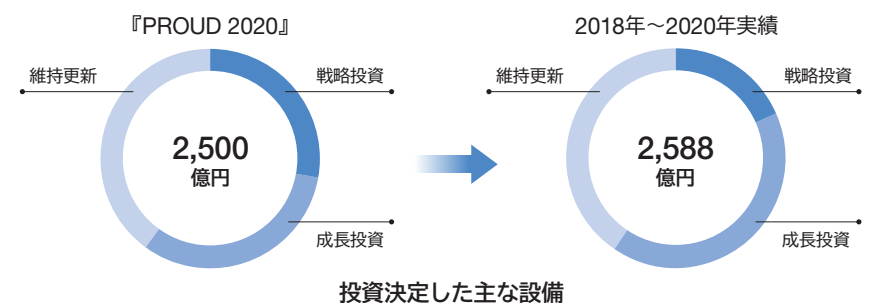 『PROUD 2020』
維持更新
戦略投資
2,500
億円
成長投資
2018年～2020年実績
維持更新
戦略投資
2,588
億円
成長投資
投資決定した主な設備